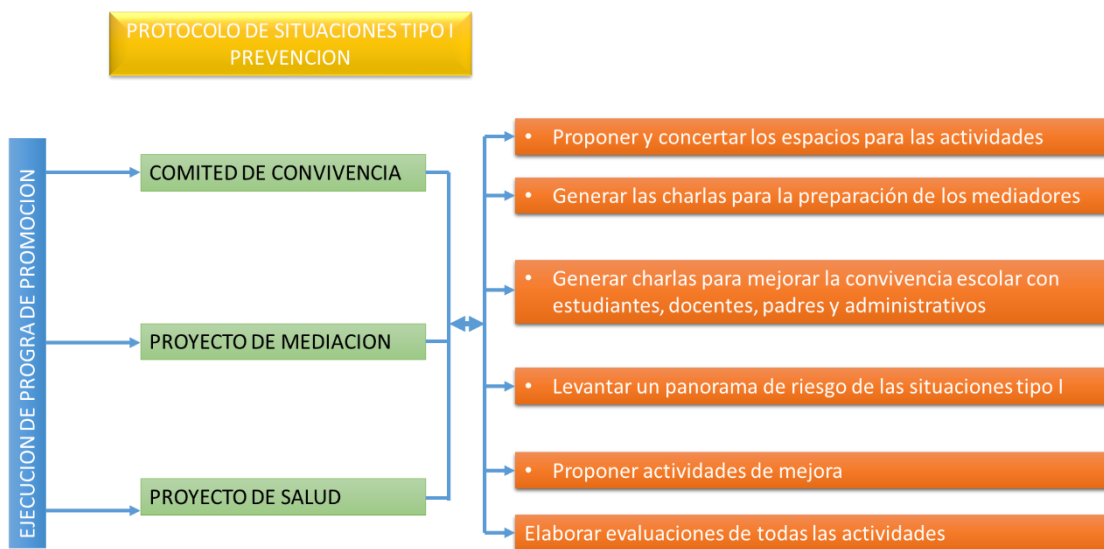 PROTOCOLO DE SITUACIONES TIPO I
PREVENCION
EJECUCION DE PROGRA DE PROMOCION
COMITED DE CONVIVENCIA
PROYECTO DE MEDIACION
PROYECTO DE SALUD
• Proponer y concertar los espacios para las actividades
• Generar las charlas para la preparación de los mediadores
• Generar charlas para mejorar la convivencia escolar con
estudiantes, docentes, padres y administrativos
• Levantar un panorama de riesgo de las situaciones tipo I
• Proponer actividades de mejora
Elaborar evaluaciones de todas las actividades